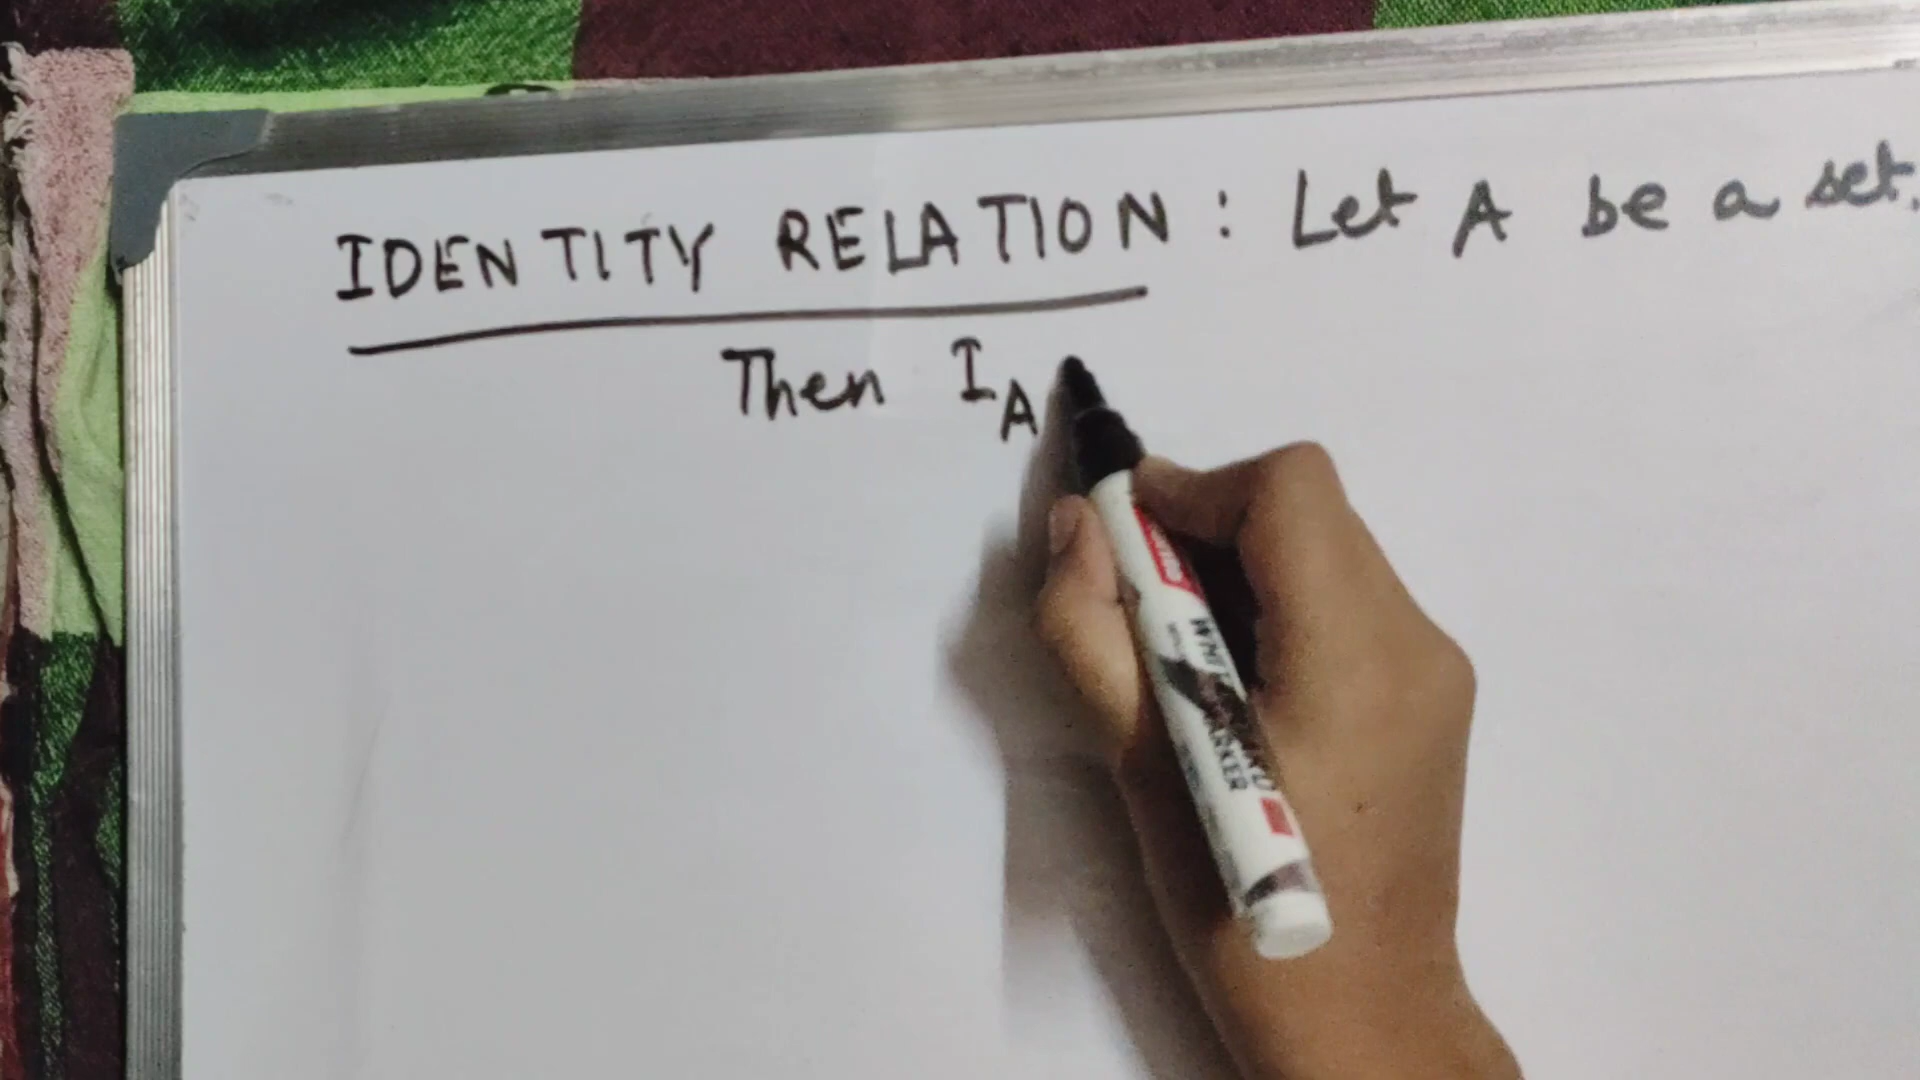 IDENTITY RELATION : Let A be a set.
Then I_A